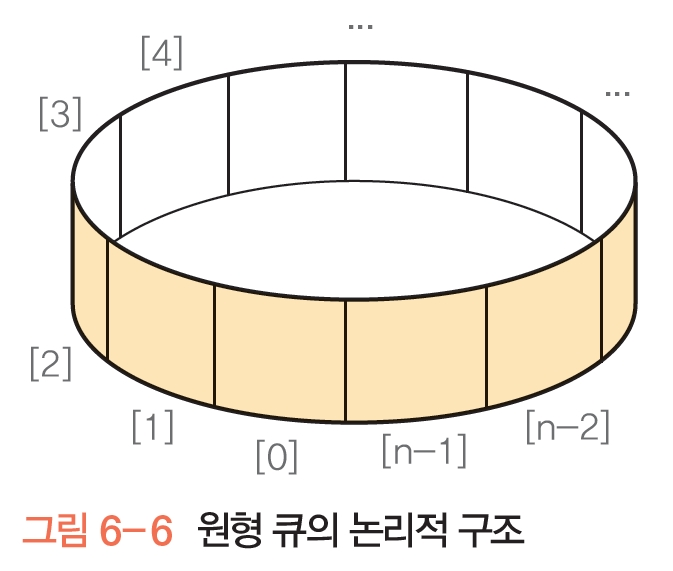 ...
[4]
...
[3]
[2]
[1]
[0]
[n-1]
[n-2]
그림 6-6 원형 큐의 논리적 구조